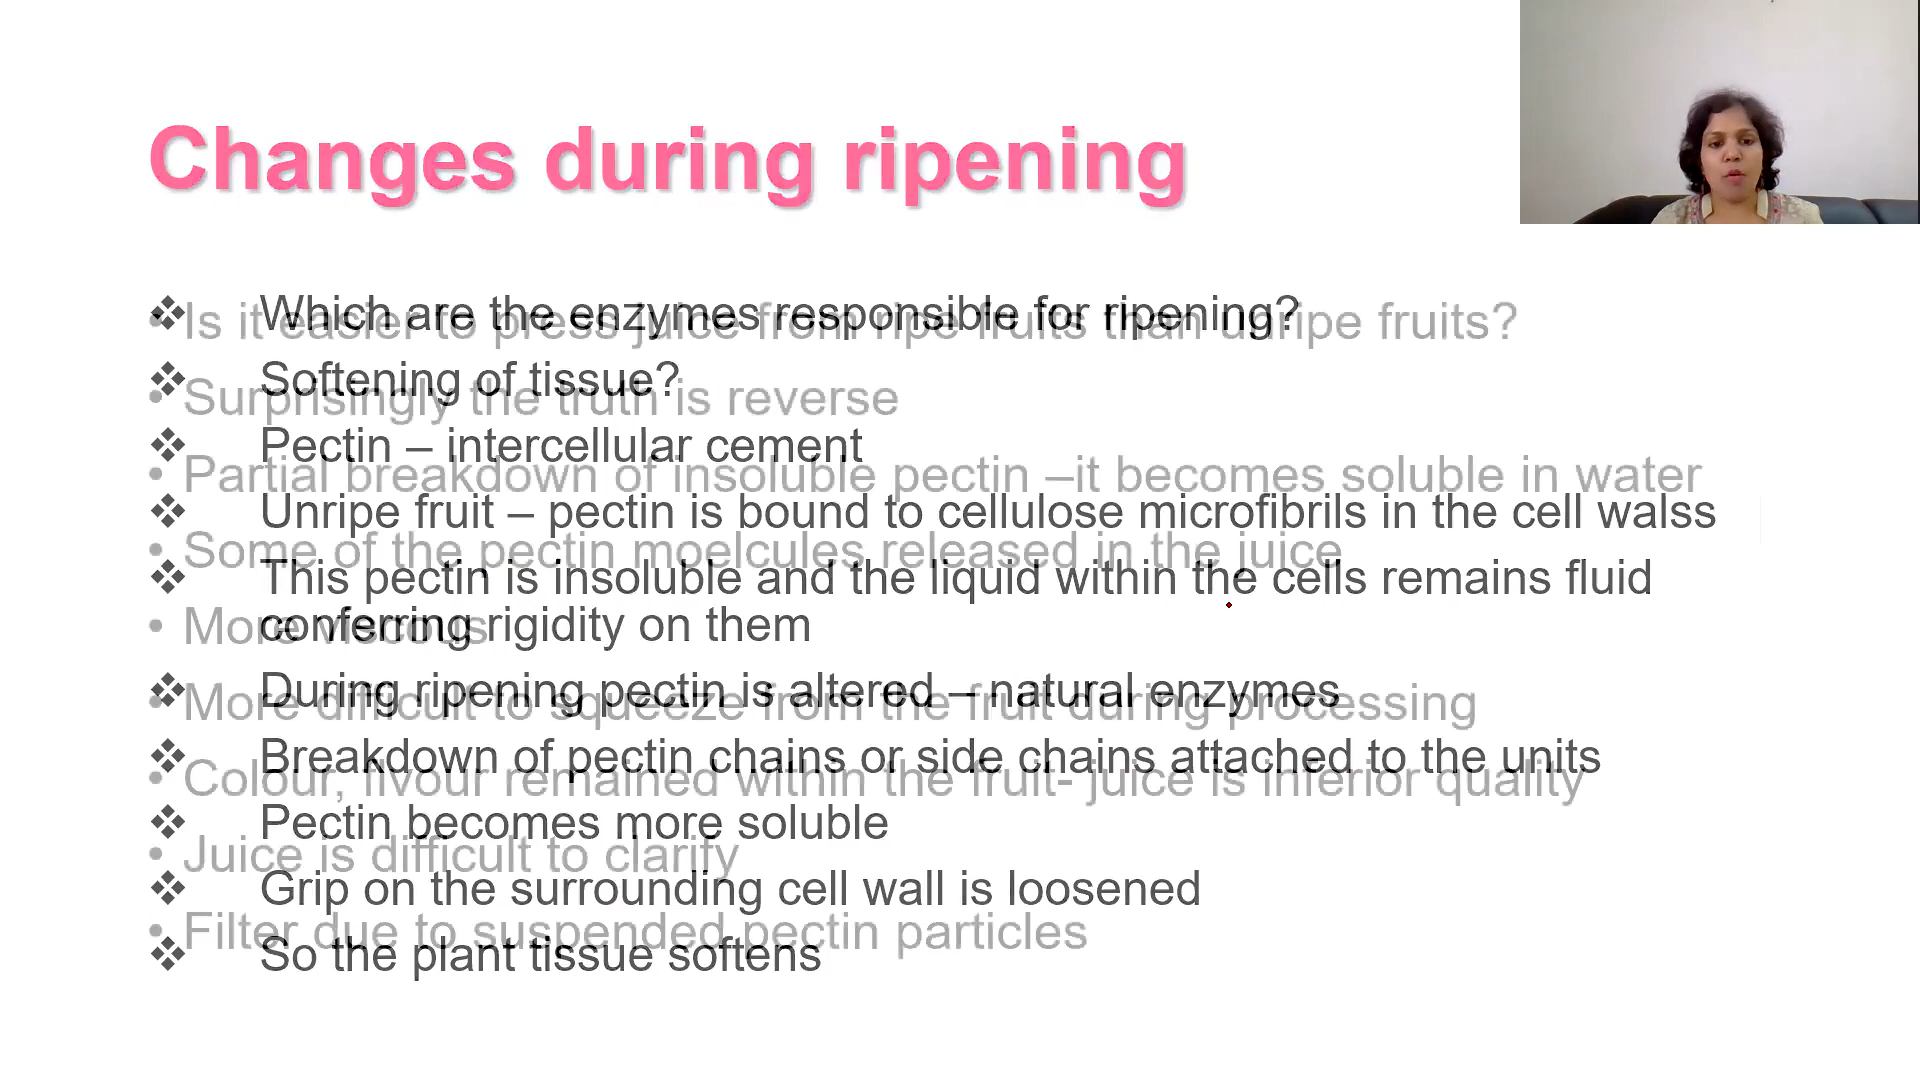 Changes during ripening
❖ Which are the enzymes responsible for ripening?
❖ Softening of tissue?
❖ Pectin – intercellular cement
❖ Unripe fruit – pectin is bound to cellulose microfibrils in the cell walss
❖ This pectin is insoluble and the liquid within the cells remains fluid
conferring rigidity on them
❖ During ripening pectin is altered – natural enzymes
❖ Breakdown of pectin chains or side chains attached to the units
❖ Pectin becomes more soluble
❖ Grip on the surrounding cell wall is loosened
❖ So the plant tissue softens
• Is it easier to press juice from ripe fruits than unripe fruits?
• Surprisingly the truth is reverse
• Partial breakdown of insoluble pectin –it becomes soluble in water
• Some of the pectin moelcules released in the juice
• More viscous
• More difficult to squeeze from the fruit during processing
• Colour, flvour remained within the fruit- juice is inferior quality
• Juice is difficult to clarify
• Filter due to suspended pectin particles